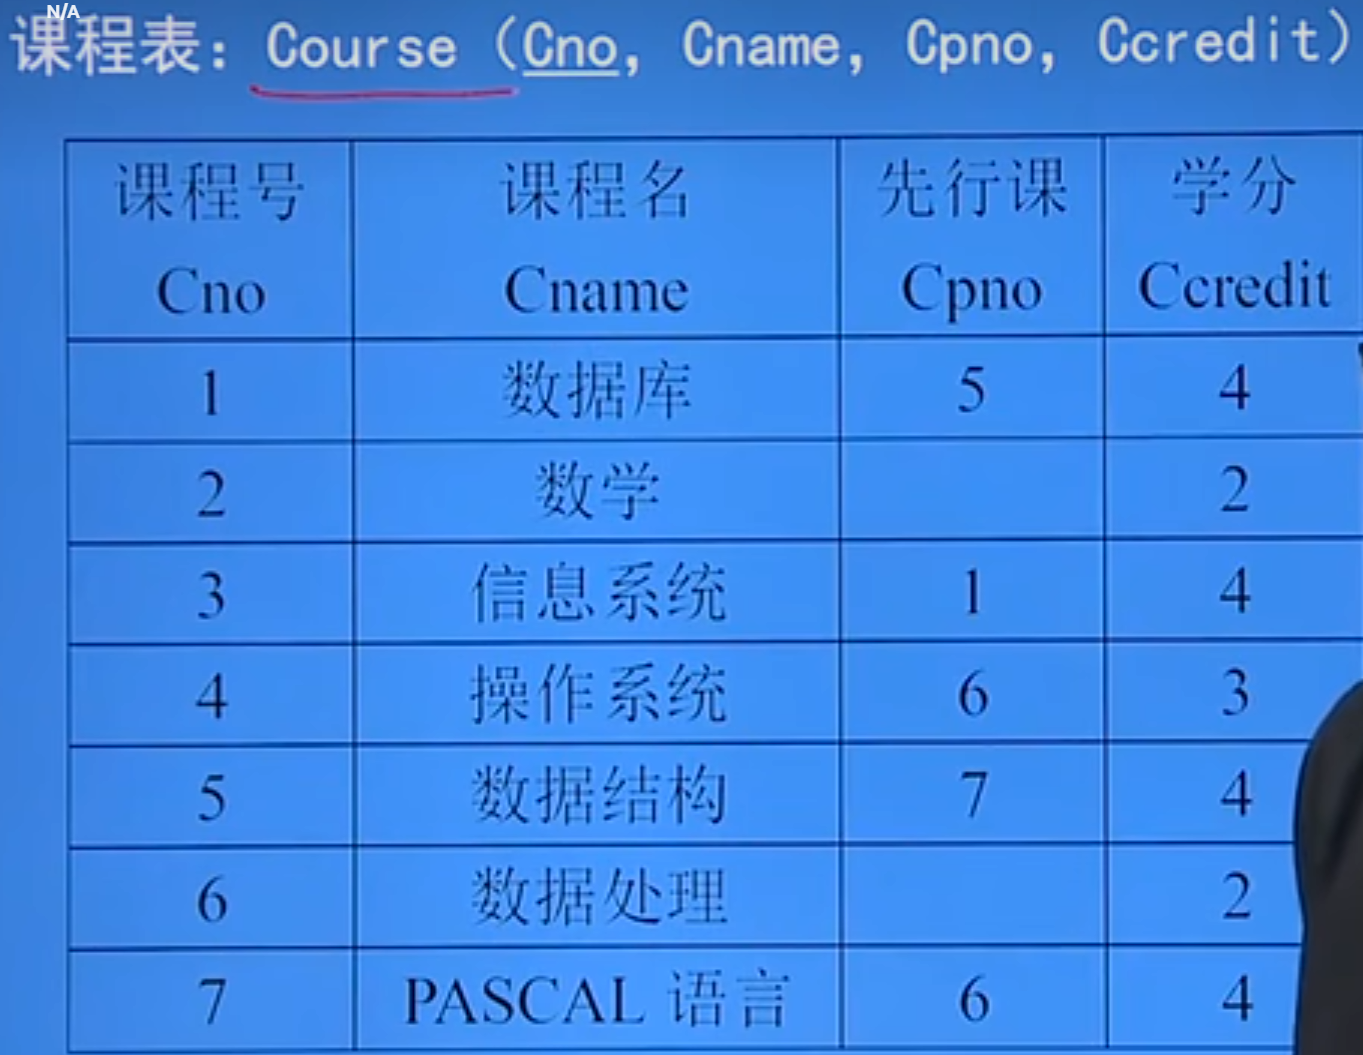 N/A
课程表：Course（Cno, Cname, Cpno, Ccredit）
课程号 课程名 先行课 学分
Cno Cname Cpno Ccredit
1 数据库 5 4
2 数学 2
3 信息系统 1 4
4 操作系统 6 3
5 数据结构 7 4
6 数据处理 2
7 PASCAL 语言 6 4